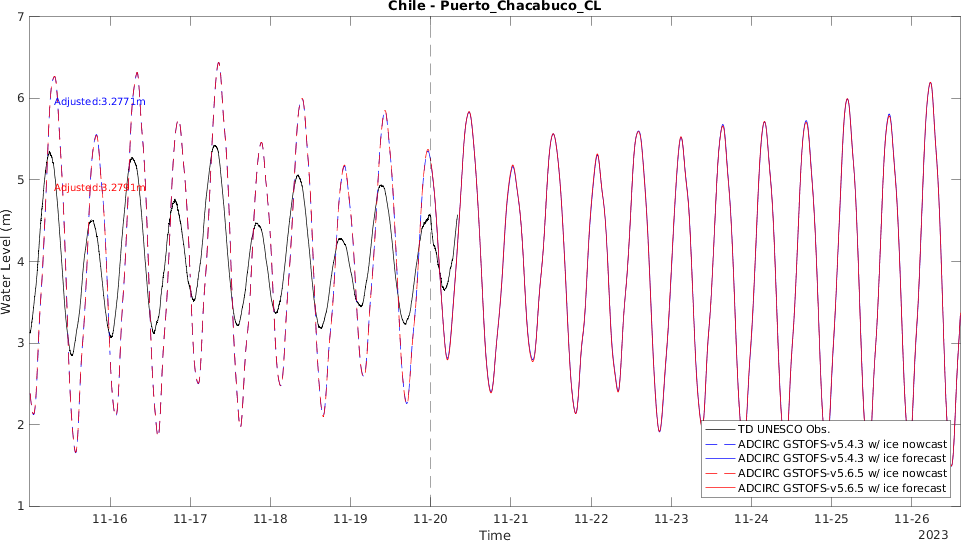 Chile - Puerto_Chacabuco_CL
7
6
5
4
3
2
1
Water Level (m)
Adjusted:3.2771m
Adjusted:3.2791m
TD UNESCO Obs.
ADCIRC GSTOFS-v5.4.3 w/ ice nowcast
ADCIRC GSTOFS-v5.4.3 w/ ice forecast
ADCIRC GSTOFS-v5.6.5 w/ ice nowcast
ADCIRC GSTOFS-v5.6.5 w/ ice forecast
11-16 11-17 11-18 11-19 11-20 11-21 11-22 11-23 11-24 11-25 11-26
Time
2023